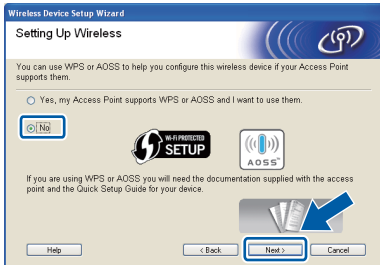 Wireless Device Setup Wizard
Setting Up Wireless
You can use WPS or AOSS to help you configure this wireless device if your Access Point
supports them.
Yes, my Access Point supports WPS or AOSS and I want to use them.
No
Wi-Fi PROTECTED
SETUP
AOSS™
If you are using WPS or AOSS you will need the documentation supplied with the access
point and the Quick Setup Guide for your device.
Help
< Back
Next >
Cancel